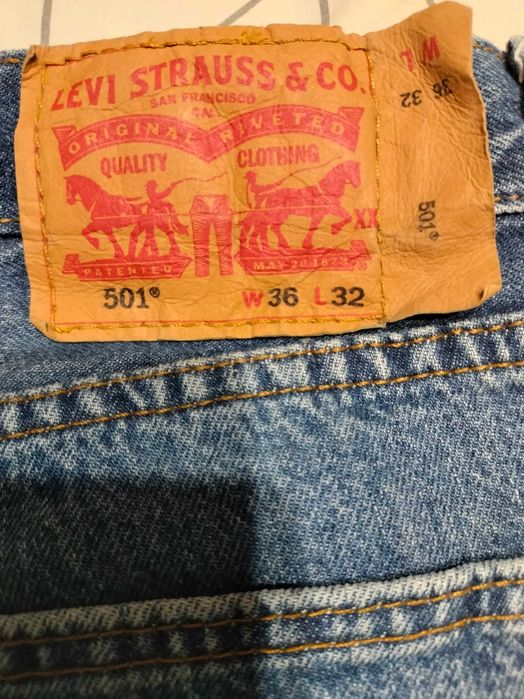 LEVI STRAUSS & CO.
SAN FRANCISCO
CAL.
ORIGINAL RIVETED
QUALITY CLOTHING
XX
PATENTED MAY 20 1873
501® W36 L32
W L
36 32
501®